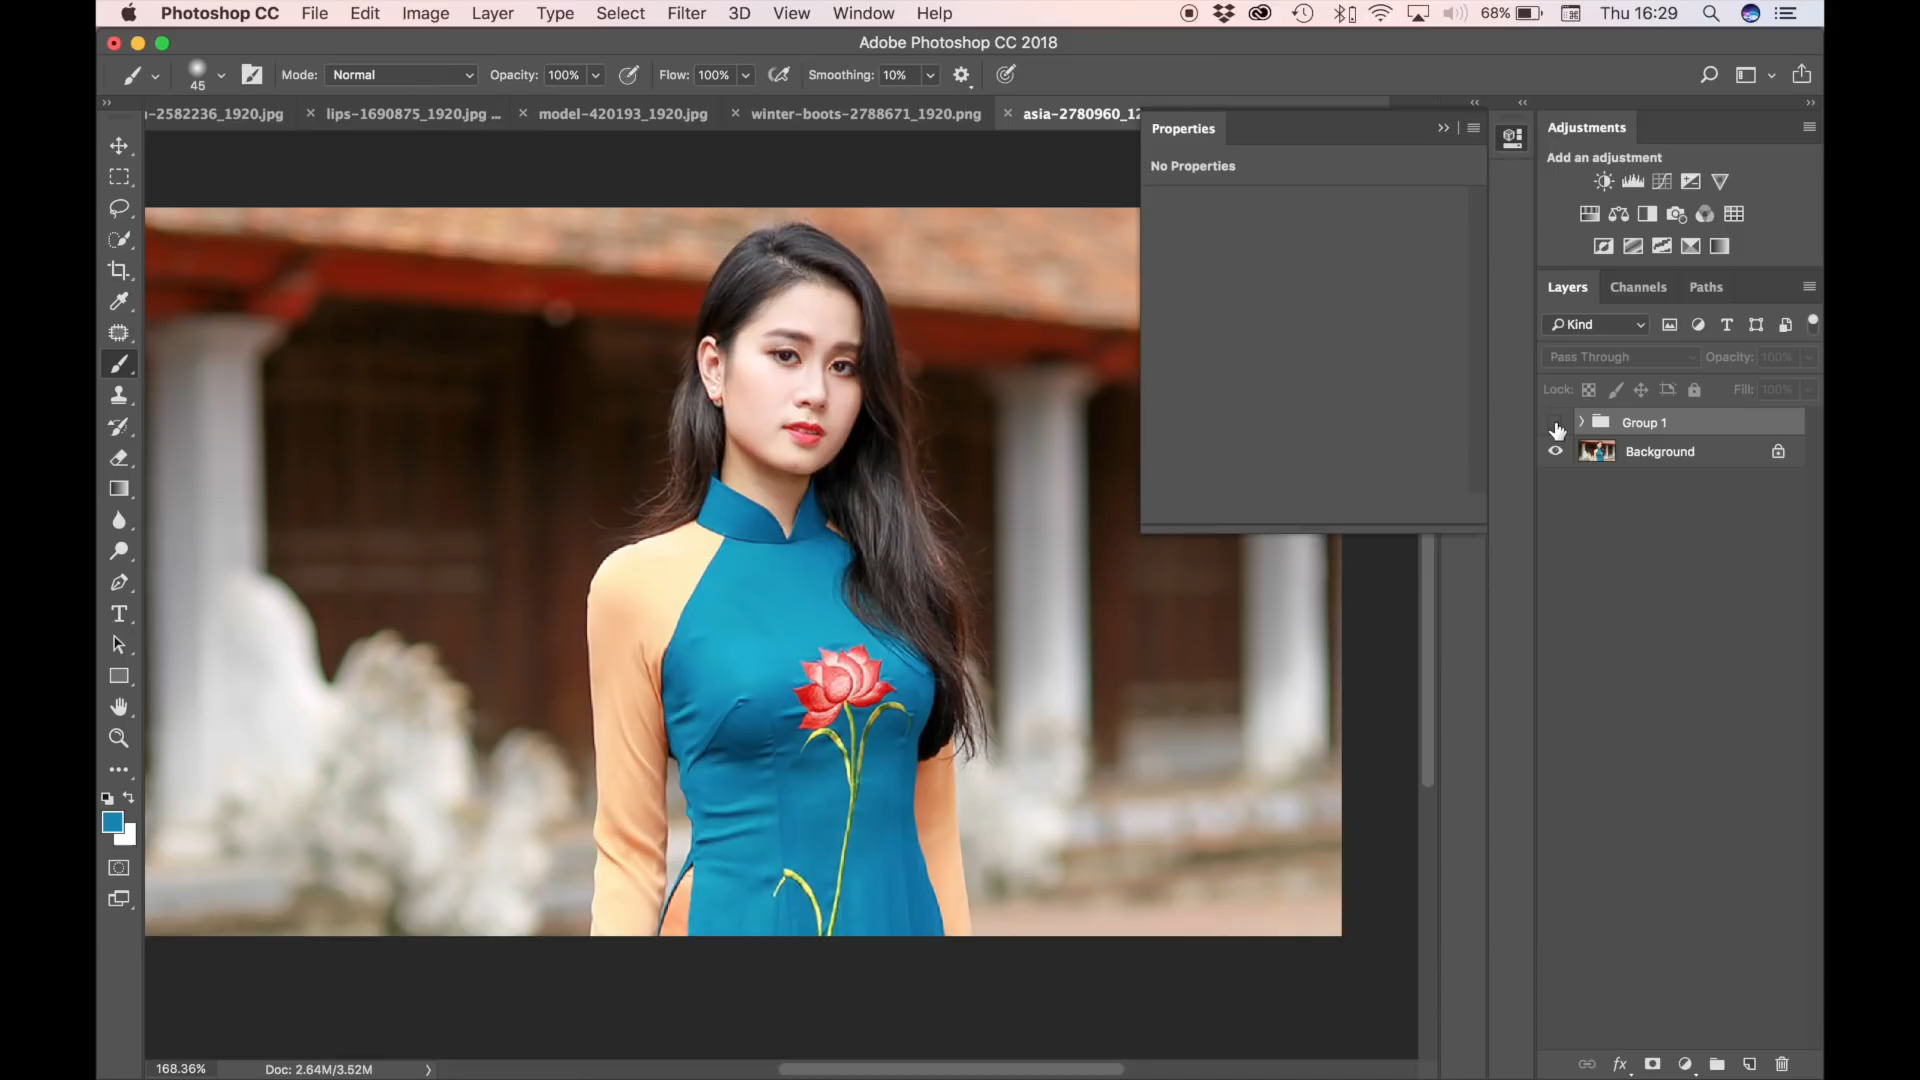 Photoshop CC File Edit Image Layer Type Select Filter 3D View Window Help 68% Thu 16:29
Adobe Photoshop CC 2018
45 Mode: Normal Opacity: 100% Flow: 100% Smoothing: 10%
-2582236_1920.jpg lips-1690875_1920.jpg ... model-420193_1920.jpg winter-boots-2788671_1920.png asia-2780960_12
Properties
No Properties
Adjustments
Add an adjustment
Layers Channels Paths
Kind
Pass Through Opacity: 100%
Lock: Fill: 100%
Group 1
Background
168.36% Doc: 2.64M/3.52M